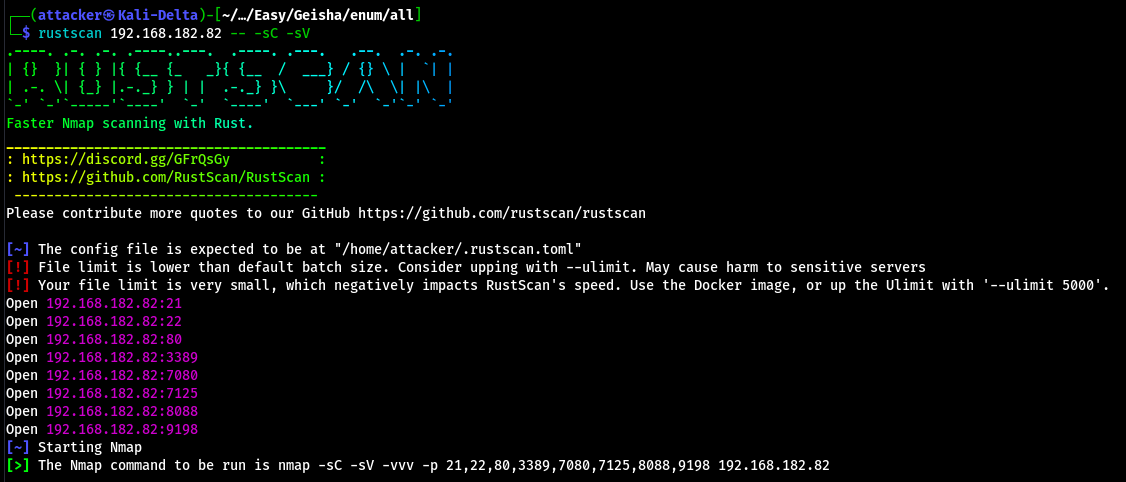 ┌──(attacker㉿Kali-Delta)-[~/…/Easy/Geisha/enum/all]
└─$ rustscan 192.168.182.82 -- -sC -sV
.----. .-. .-. .----..---.  .----. .---.   .--.  .-. .-.
| {}  }| { } |{ {__ {_   _}{ {__  /  ___} / {} \ |  `| |
| .-. \| {_} |.-._} } | |  .-._} }\     }/  /\  \| |\  |
`-' `-'`-----'`----'  `-'  `----'  `---' `-'  `-'`-' `-'
Faster Nmap scanning with Rust.
________________________________________
: https://discord.gg/GFrQsGy           :
: https://github.com/RustScan/RustScan :
 --------------------------------------
Please contribute more quotes to our GitHub https://github.com/rustscan/rustscan
[~] The config file is expected to be at "/home/attacker/.rustscan.toml"
[!] File limit is lower than default batch size. Consider upping with --ulimit. May cause harm to sensitive servers
[!] Your file limit is very small, which negatively impacts RustScan's speed. Use the Docker image, or up the Ulimit with '--ulimit 5000'.
Open 192.168.182.82:21
Open 192.168.182.82:22
Open 192.168.182.82:80
Open 192.168.182.82:3389
Open 192.168.182.82:7080
Open 192.168.182.82:7125
Open 192.168.182.82:8088
Open 192.168.182.82:9198
[~] Starting Nmap
[>] The Nmap command to be run is nmap -sC -sV -vvv -p 21,22,80,3389,7080,7125,8088,9198 192.168.182.82